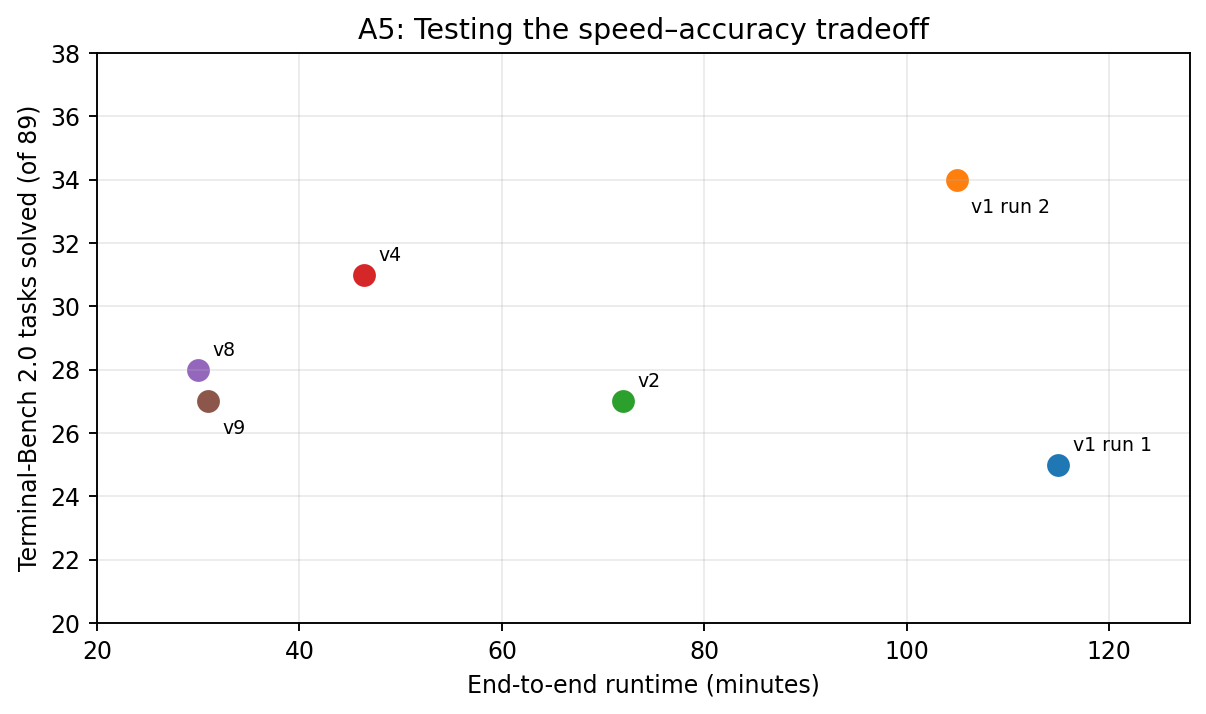 A5: Testing the speed–accuracy tradeoff
Terminal-Bench 2.0 tasks solved (of 89)
38
36
34
32
30
28
26
24
22
20
v1 run 2
v4
v8
v2
v9
v1 run 1
20
40
60
80
100
120
End-to-end runtime (minutes)